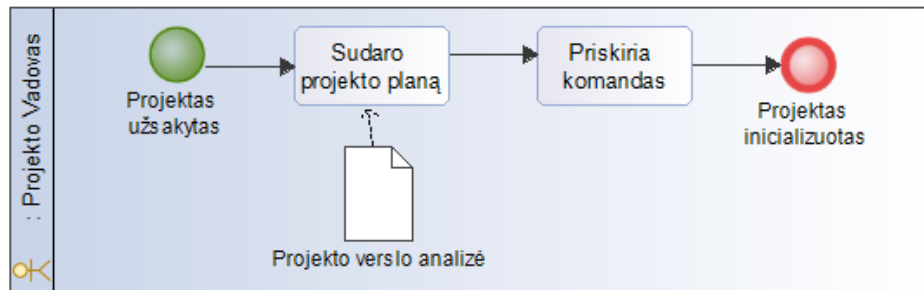 : Projekto Vadovas
Projektas
užsakytas
Sudaro
projekto planą
Priskiria
komandas
Projektas
inicializuotas
Projekto verslo analizė